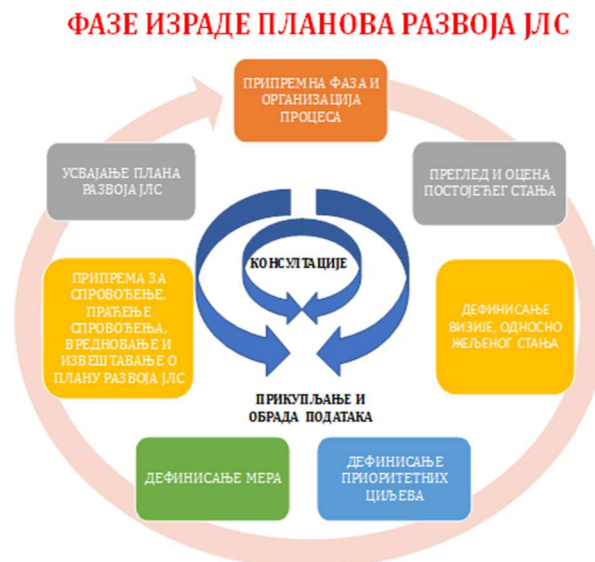 ФАЗЕ ИЗРАДЕ ПЛАНОВА РАЗВОЈА ЈЛС
ПРИПРЕМНА ФАЗА И
ОРГАНИЗАЦИЈА
ПРОЦЕСА
ПРЕГЛЕД И ОЦЕНА
ПОСТОЈЕЋЕГ СТАЊА
ДЕФИНИСАЊЕ
ВИЗИЈЕ, ОДНОСНО
ЖЕЉЕНОГ СТАЊА
ДЕФИНИСАЊЕ
ПРИОРИТЕТНИХ
ЦИЉЕВА
ДЕФИНИСАЊЕ МЕРА
ПРИПРЕМА ЗА
СПРОВОЂЕЊЕ,
ПРАЋЕЊЕ
СПРОВОЂЕЊА,
ВРЕДНОВАЊЕ И
ИЗВЕШТАВАЊЕ О
ПЛАНУ РАЗВОЈА ЈЛС
УСВАЈАЊЕ ПЛАНА
РАЗВОЈА ЈЛС
КОНСУЛТАЦИЈЕ
ПРИКУПЉАЊЕ И
ОБРАДА ПОДАТАКА